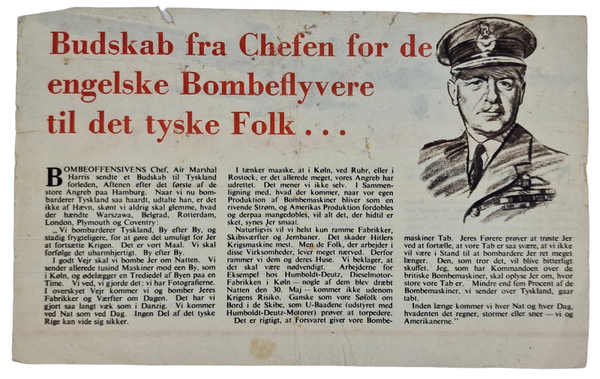 Budskab fra Chefen for de
engelske Bombeflyvere
til det tyske Folk . . .
BOMBEOFFENSIVENS Chef, Air Marshal
Harris sendte et Budskab til Tyskland
forleden, Aftenen efter det første af de
store Angreb paa Hamburg. Naar vi nu bom-
barderer Tyskland saa haardt, udtalte han, er det
ikke af Hævn, skønt vi aldrig skal glemme, hvad
der hændte Warszawa, Belgrad, Rotterdam,
London, Plymouth og Coventry:
„Vi bombarderer Tyskland, By efter By, og
stadig frygteligere, for at gøre det umuligt for Jer
at fortsætte Krigen. Det er vort Maal. Vi skal
forfølge det ubarmhjertigt. By efter By.
I godt Vejr skal vi bombe Jer om Natten. Vi
sender allerede tusind Maskiner mod een By, som
i Køln, og ødelægger en Trediedel af Byen paa en
Time. Vi ved, vi gjorde det; vi har Fotografierne.
I overskyet Vejr kommer vi og bomber Jeres
Fabrikker og Værfter om Dagen. Det har vi
gjort saa langt væk som i Danzig. Vi kommer
ved Nat som ved Dag. Ingen Del af det tyske
Rige kan vide sig sikker.
I tænker maaske, at i Køln, ved Ruhr, eller i
Rostock, er det allerede meget, vores Angreb har
udrettet. Det mener vi ikke selv. I Sammen-
ligning med, hvad der kommer, naar vor egen
Produktion af Bombemaskiner bliver som en
rivende Strøm, og Amerikas Produktion fordobles
og derpaa mangedobles, vil alt det, der hidtil er
sket, synes Jer smaat.
Naturligvis vil vi helst kun ramme Fabrikker,
Skibsværfter og Jernbaner. Det skader Hitlers
Krigsmaskine mest. Men de Folk, der arbejder i
disse Virksomheder, lever meget nærved. Derfor
rammer vi dem og deres Huse. Vi beklager, at
det skal være nødvendigt. Arbejderne for
Eksempel hos Humboldt-Deutz, Dieselmotor-
Fabrikken i Køln — nogle af dem blev dræbt
Natten den 30. Maj — kommer ikke udenom
Krigens Risiko. Ganske som vore Søfolk om
Bord i de Skibe, som U-Baadene (udstyret med
Humboldt-Deutz-Motorer) prøver at torpedere.
Det er rigtigt, at Forsvaret giver vore Bombe-
maskiner Tab. Jeres Førere prøver at trøste Jer
ved at fortælle, at vore Tab er saa svære, at vi ikke
vil være i Stand til at bombardere Jer ret meget
længer. Den, som tror det, vil blive bitterligt
skuffet. Jeg, som har Kommandoen over de
britiske Bombemaskiner, skal oplyse Jer om, hvor
store vore Tab er. Mindre end fem Procent af de
Bombemaskiner, vi sender over Tyskland, gaar
tabt.
Inden længe kommer vi hver Nat og hver Dag,
hvadenten det regner, stormer eller sner — vi og
Amerikanerne."